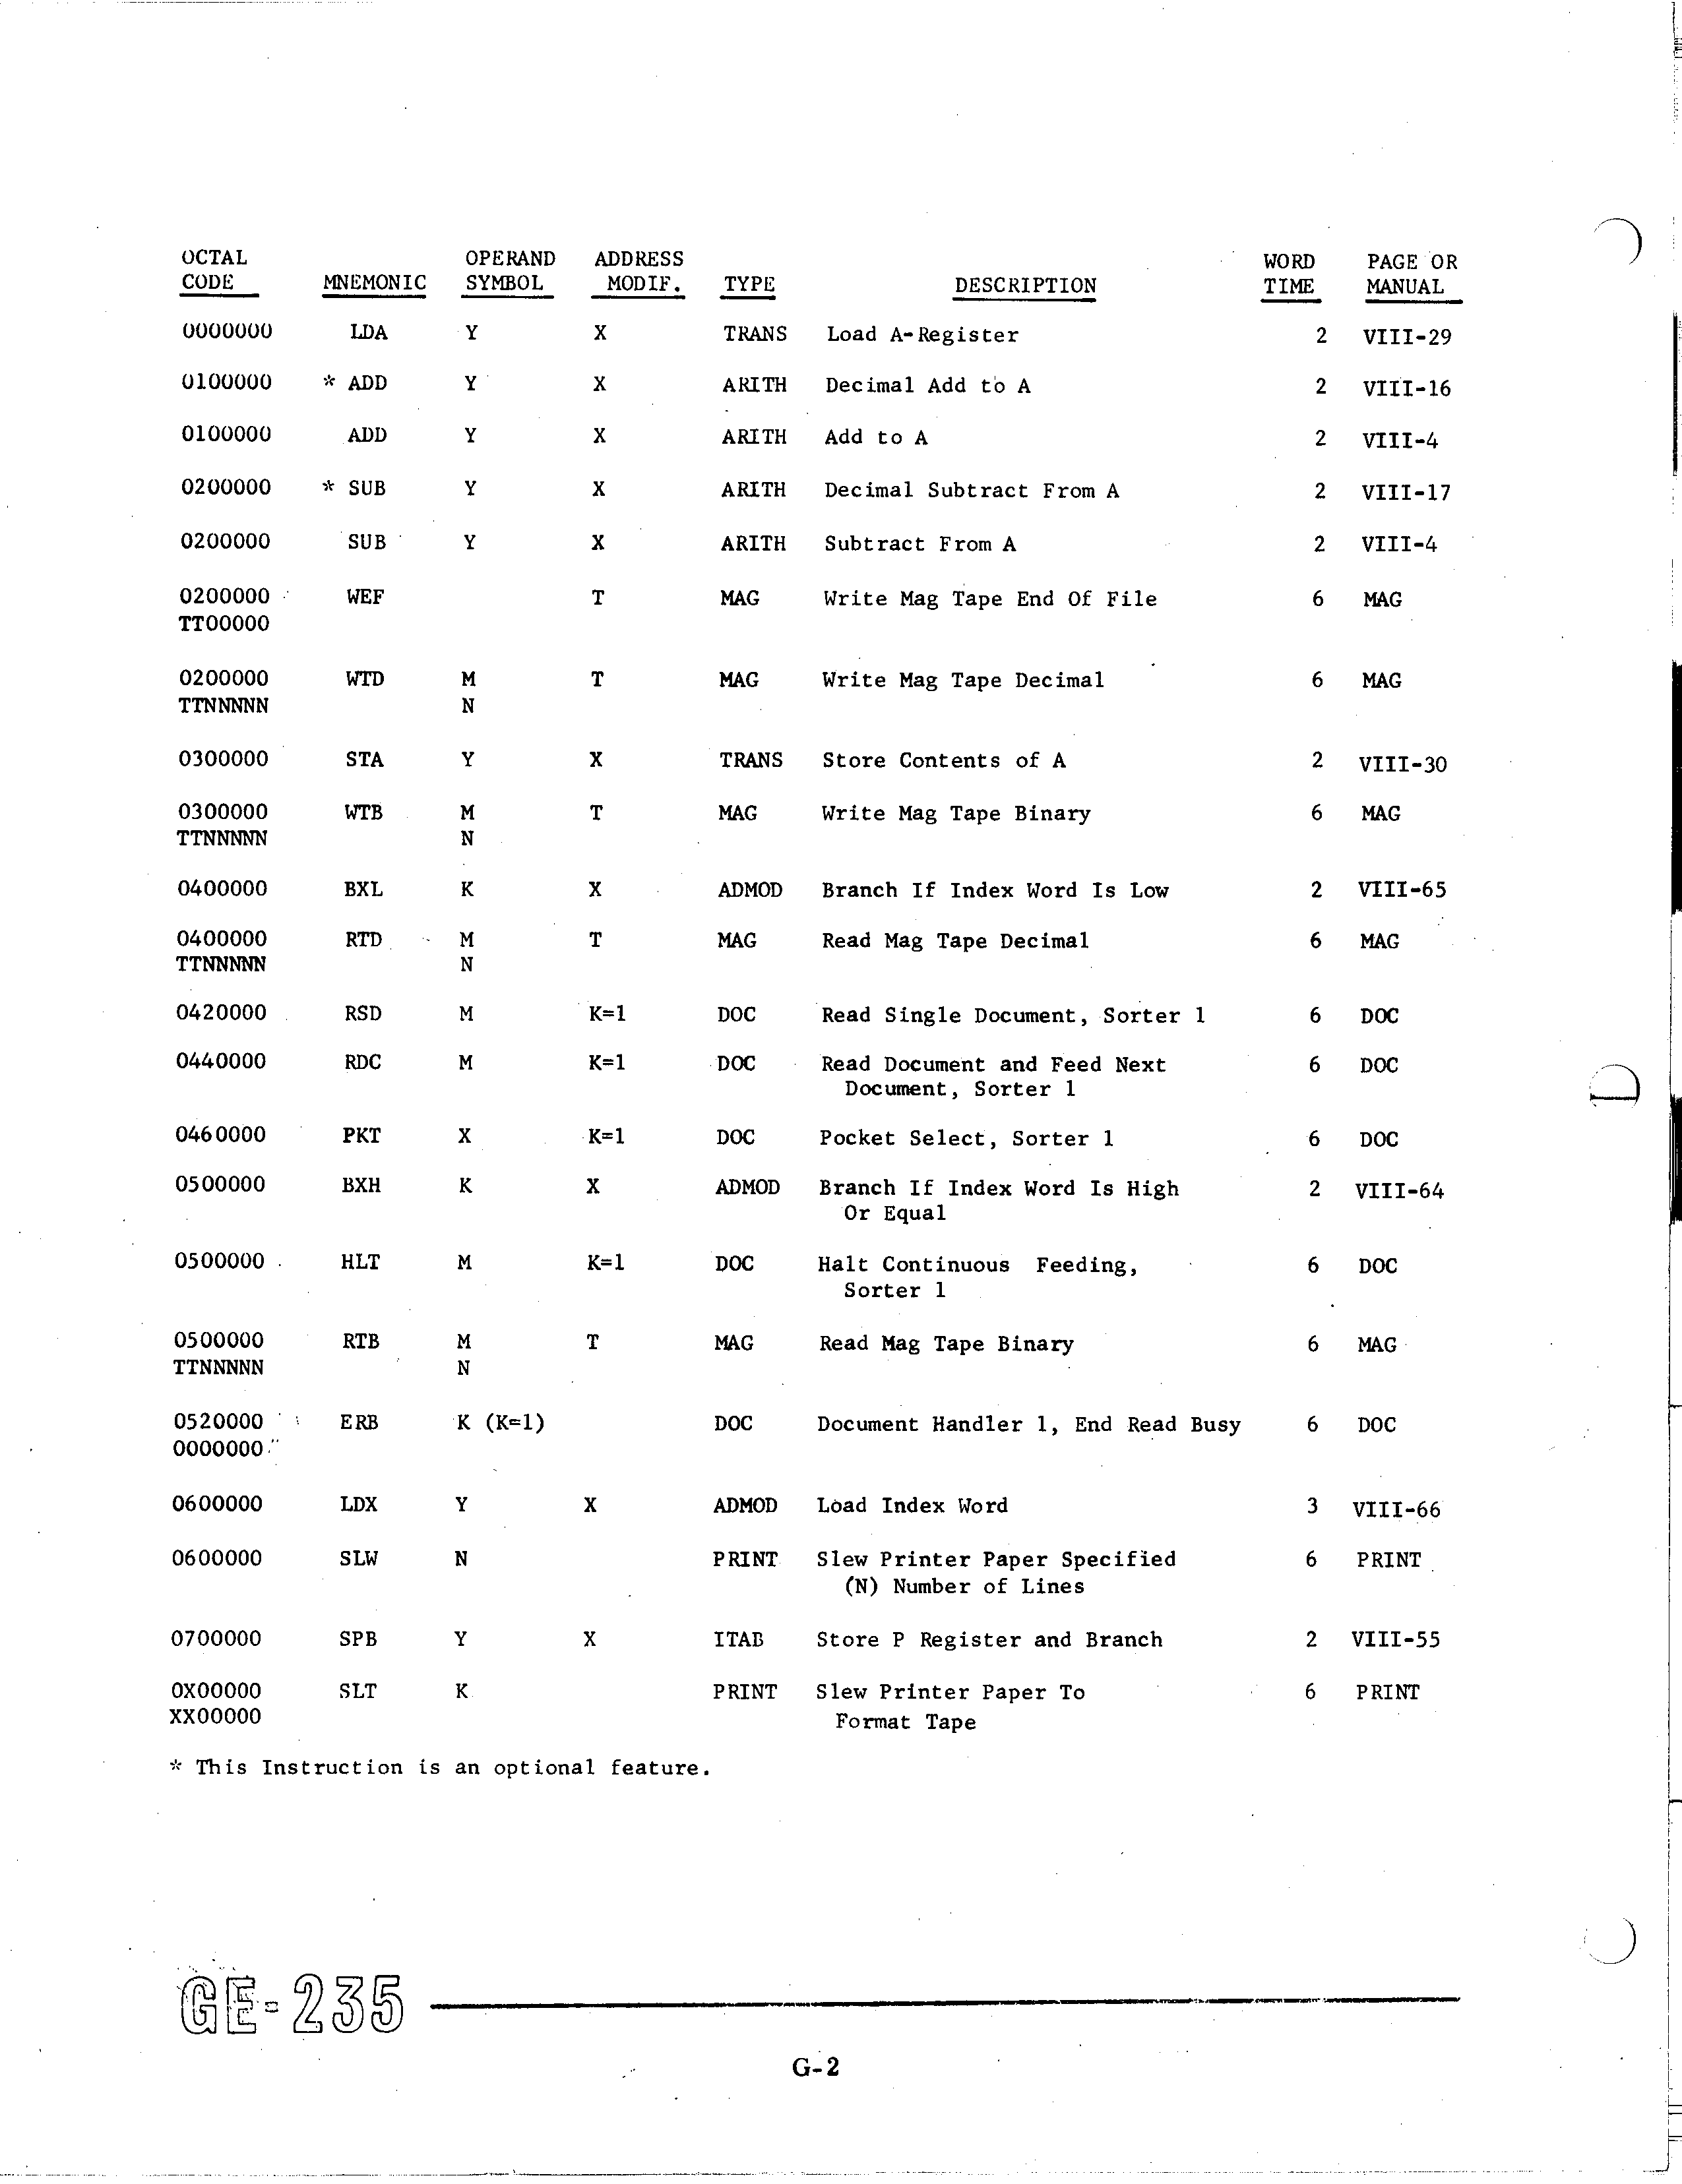 OCTAL OPERAND ADDRESS WORD PAGE OR
CODE MNEMONIC SYMBOL MODIF. TYPE DESCRIPTION TIME MANUAL
0000000 LDA Y X TRANS Load A-Register 2 VIII-29
0100000 * ADD Y X ARITH Decimal Add to A 2 VIII-16
0100000 ADD Y X ARITH Add to A 2 VIII-4
0200000 * SUB Y X ARITH Decimal Subtract From A 2 VIII-17
0200000 SUB Y X ARITH Subtract From A 2 VIII-4
0200000 WEF T MAG Write Mag Tape End Of File 6 MAG
TT00000
0200000 WTD M T MAG Write Mag Tape Decimal 6 MAG
TTNNNNN N
0300000 STA Y X TRANS Store Contents of A 2 VIII-30
0300000 WTB M T MAG Write Mag Tape Binary 6 MAG
TTNNNNN N
0400000 BXL K X ADMOD Branch If Index Word Is Low 2 VIII-65
0400000 RTD M T MAG Read Mag Tape Decimal 6 MAG
TTNNNNN N
0420000 RSD M K=1 DOC Read Single Document, Sorter 1 6 DOC
0440000 RDC M K=1 DOC Read Document and Feed Next 6 DOC
Document, Sorter 1
0460000 PKT X K=1 DOC Pocket Select, Sorter 1 6 DOC
0500000 BXH K X ADMOD Branch If Index Word Is High 2 VIII-64
Or Equal
0500000 HLT M K=1 DOC Halt Continuous Feeding, 6 DOC
Sorter 1
0500000 RTB M T MAG Read Mag Tape Binary 6 MAG
TTNNNNN N
0520000 ERB K (K=1) DOC Document Handler 1, End Read Busy 6 DOC
0000000
0600000 LDX Y X ADMOD Load Index Word 3 VIII-66
0600000 SLW N PRINT Slew Printer Paper Specified 6 PRINT
(N) Number of Lines
0700000 SPB Y X ITAB Store P Register and Branch 2 VIII-55
0X00000 SLT K PRINT Slew Printer Paper To 6 PRINT
XX00000 Format Tape
* This Instruction is an optional feature.
GE-235
G-2